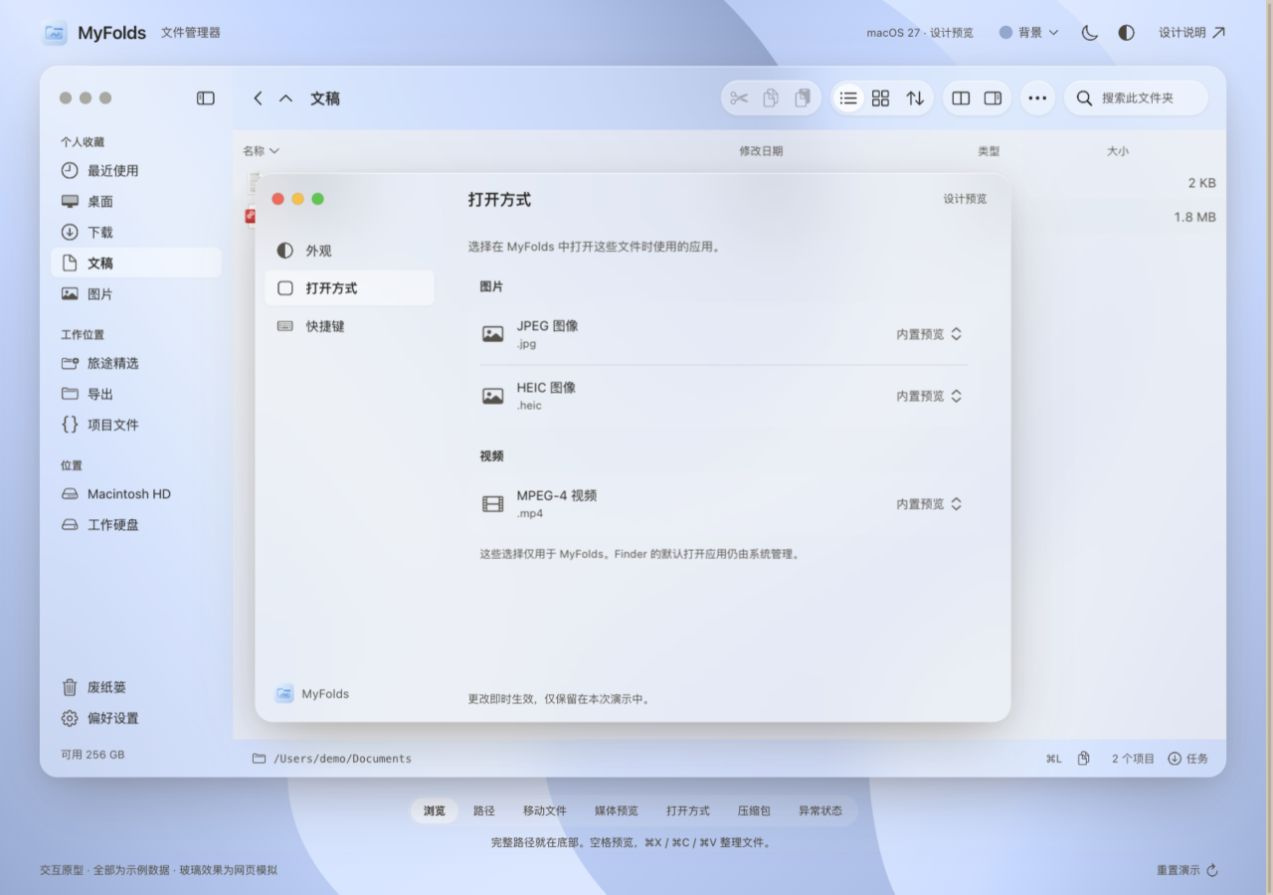 MyFolds 文件管理器
macOS 27 · 设计预览 背景 设计说明
文稿 搜索此文件夹
个人收藏
最近使用
桌面
下载
文稿
图片
工作位置
旅途精选
导出
项目文件
位置
Macintosh HD
工作硬盘
废纸篓
偏好设置
可用 256 GB
名称 修改日期 类型 大小
2 KB
1.8 MB
打开方式 设计预览
外观
打开方式
快捷键
选择在 MyFolds 中打开这些文件时使用的应用。
图片
JPEG 图像
.jpg
内置预览
HEIC 图像
.heic
内置预览
视频
MPEG-4 视频
.mp4
内置预览
这些选择仅用于 MyFolds。Finder 的默认打开应用仍由系统管理。
MyFolds
更改即时生效，仅保留在本次演示中。
/Users/demo/Documents ⌘L 2 个项目 任务
浏览 路径 移动文件 媒体预览 打开方式 压缩包 异常状态
完整路径就在底部。空格预览，⌘X / ⌘C / ⌘V 整理文件。
交互原型 · 全部为示例数据 · 玻璃效果为网页模拟 重置演示